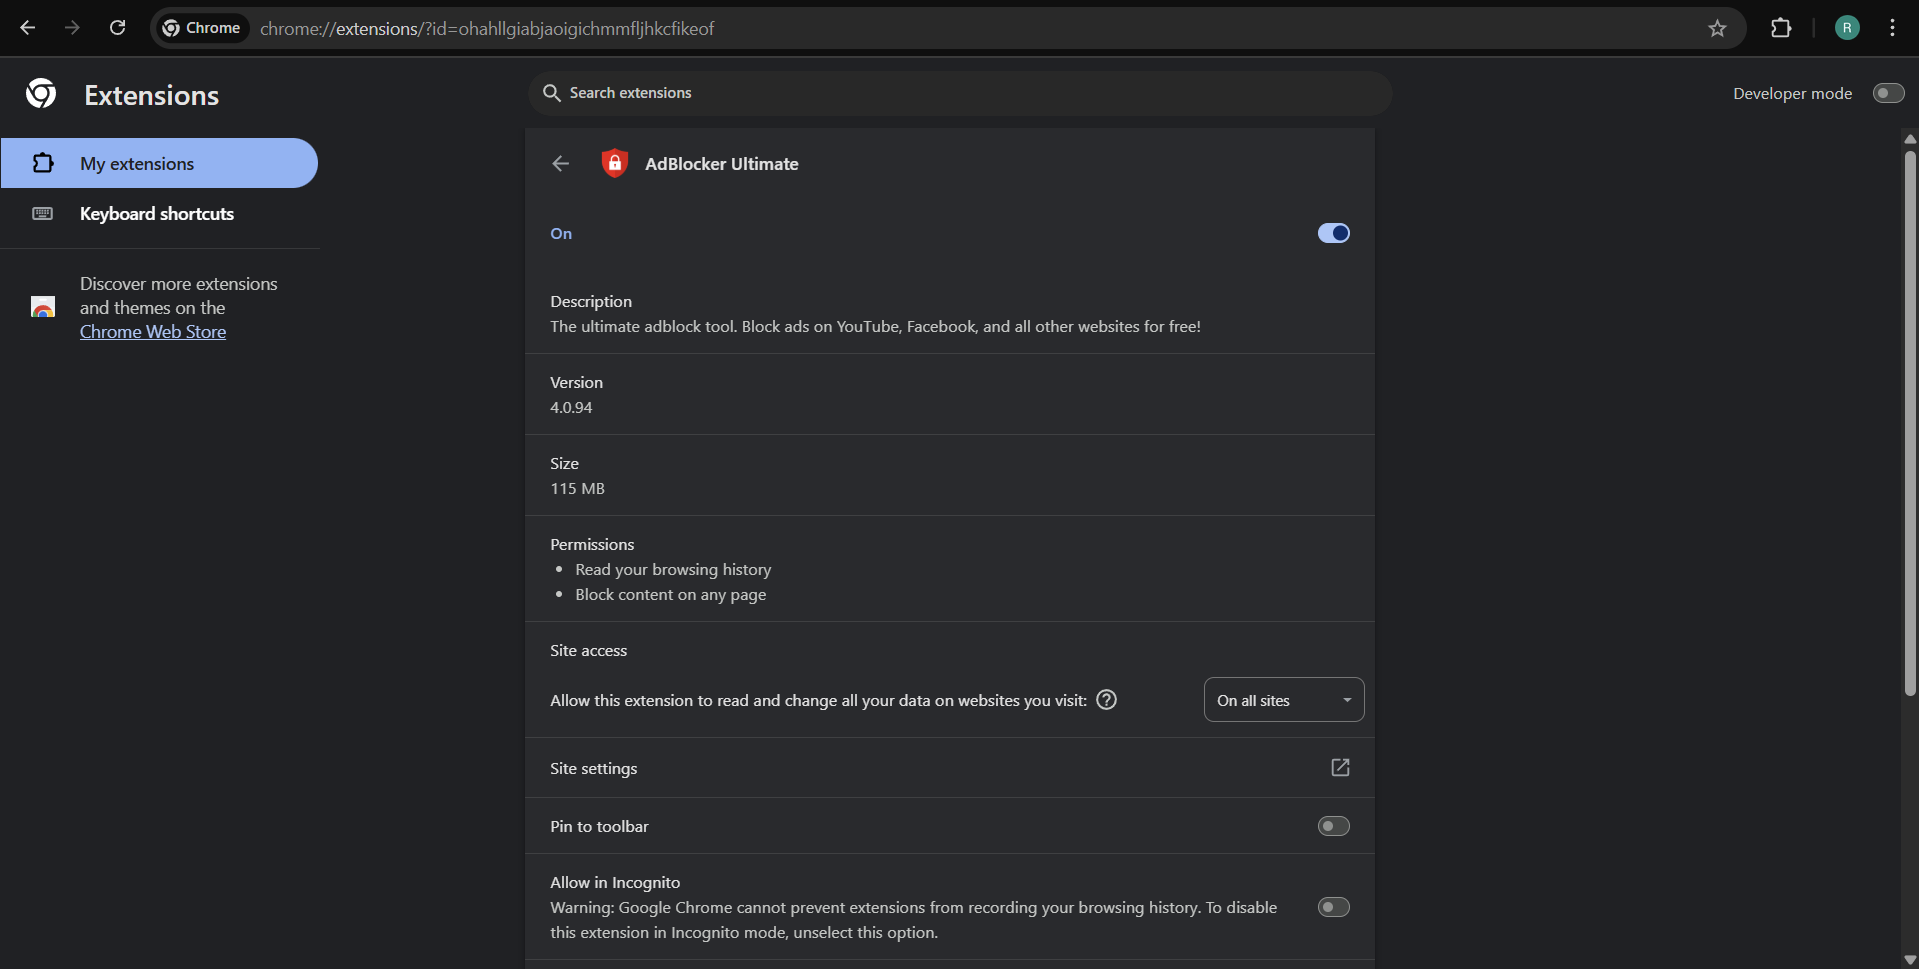 Chrome
chrome://extensions/?id=ohahllgiabjaoigichmmfljhkcfikeof
R
Extensions
Search extensions
Developer mode
My extensions
Keyboard shortcuts
Discover more extensions
and themes on the
Chrome Web Store
AdBlocker Ultimate
On
Description
The ultimate adblock tool. Block ads on YouTube, Facebook, and all other websites for free!
Version
4.0.94
Size
115 MB
Permissions
Read your browsing history
Block content on any page
Site access
Allow this extension to read and change all your data on websites you visit:
On all sites
Site settings
Pin to toolbar
Allow in Incognito
Warning: Google Chrome cannot prevent extensions from recording your browsing history. To disable
this extension in Incognito mode, unselect this option.